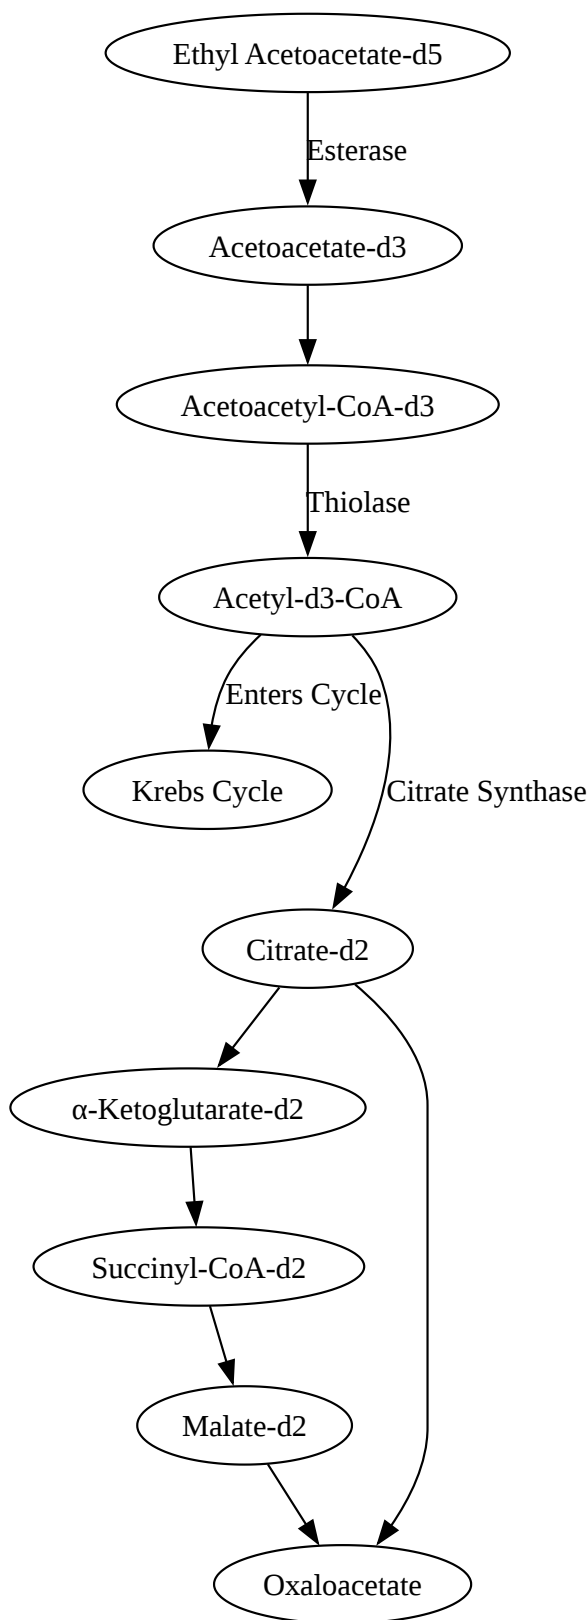 Ethyl Acetoacetate-d5
Esterase
Acetoacetate-d3
Acetoacetyl-CoA-d3
Thiolase
Acetyl-d3-CoA
Enters Cycle
Krebs Cycle
Citrate Synthase
Citrate-d2
α-Ketoglutarate-d2
Succinyl-CoA-d2
Malate-d2
Oxaloacetate